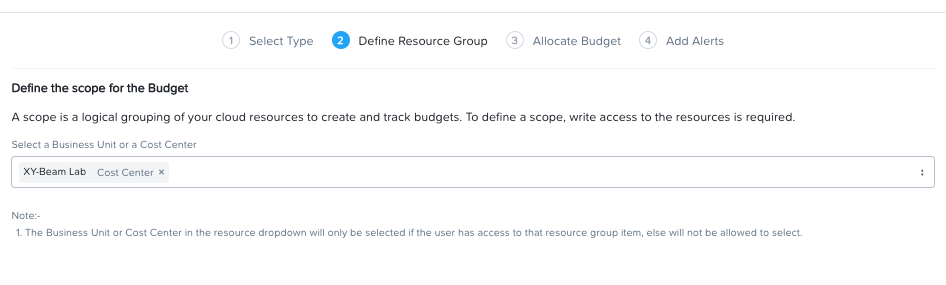 1 Select Type 2 Define Resource Group 3 Allocate Budget 4 Add Alerts
Define the scope for the Budget
A scope is a logical grouping of your cloud resources to create and track budgets. To define a scope, write access to the resources is required.
Select a Business Unit or a Cost Center
XY-Beam Lab Cost Center ×
Note:-
1. The Business Unit or Cost Center in the resource dropdown will only be selected if the user has access to that resource group item, else will not be allowed to select.